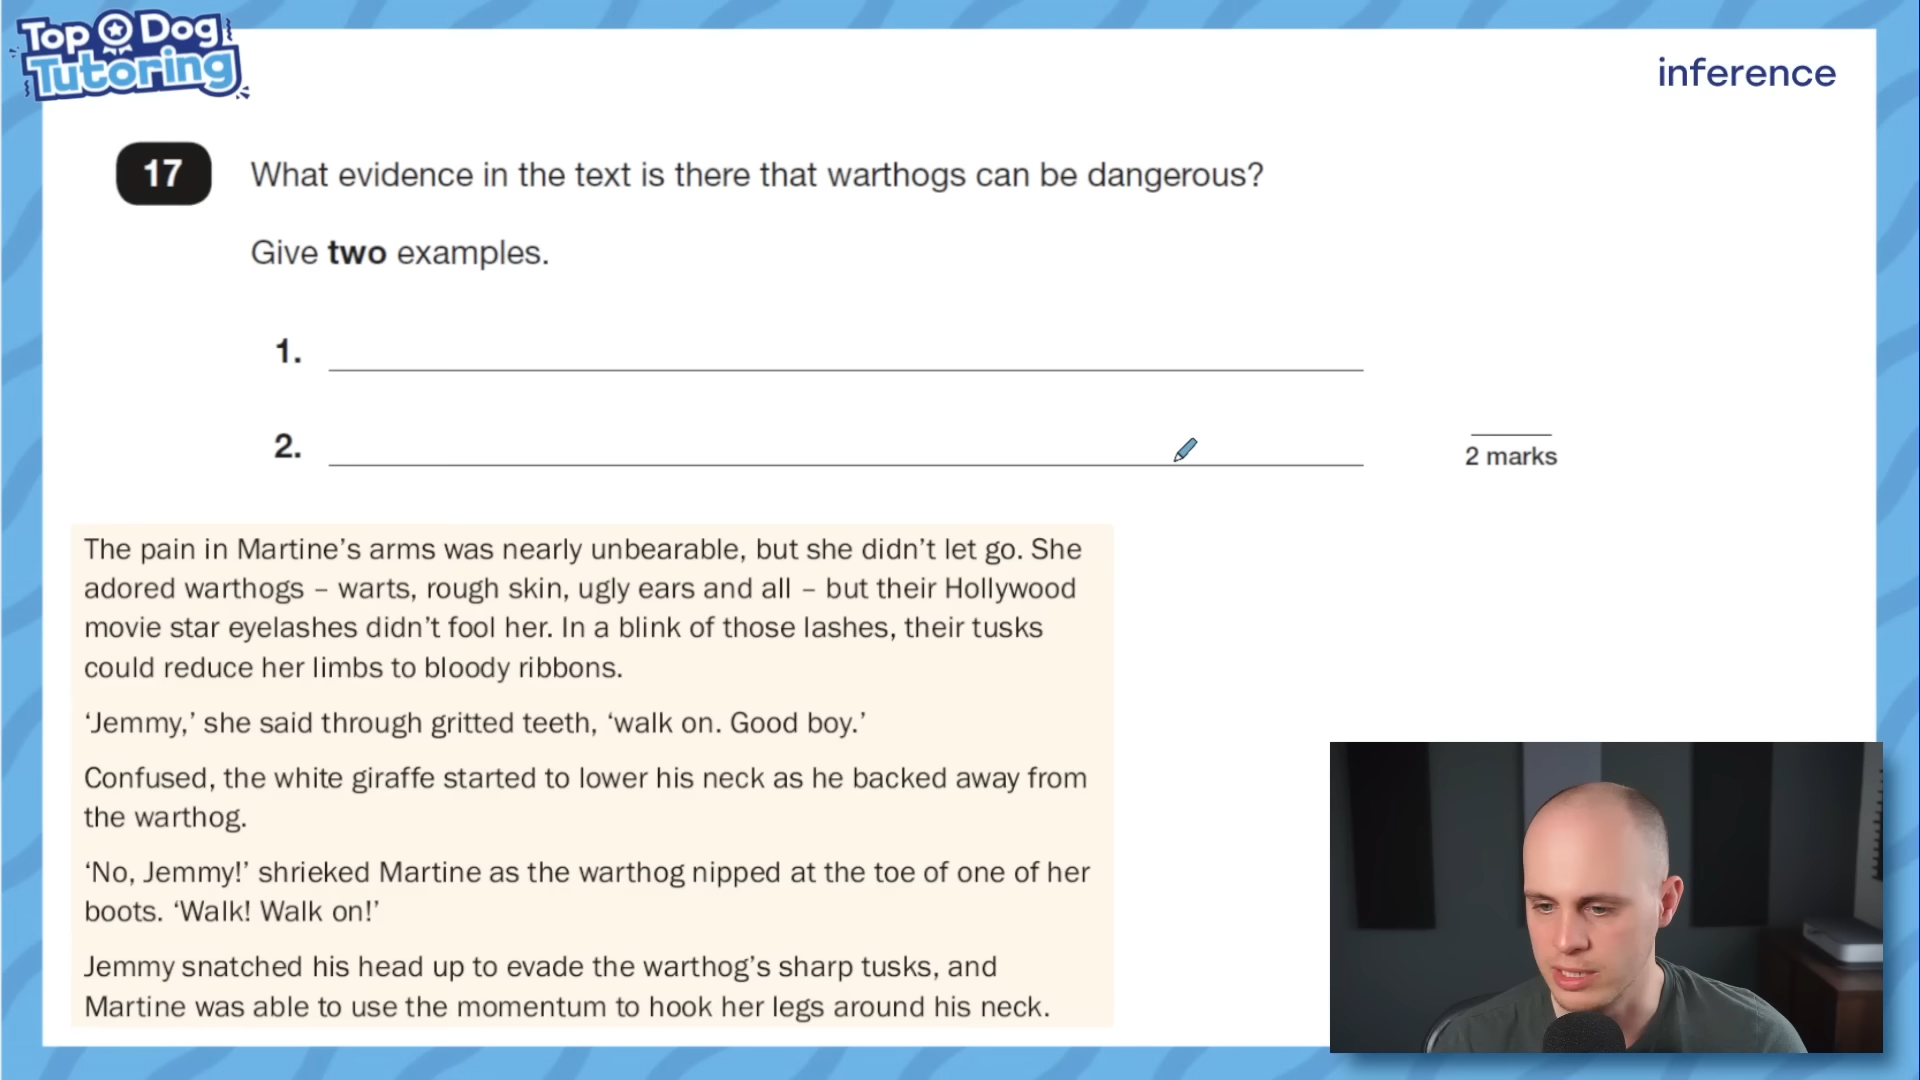 Top Dog
Tutoring
inference
17
What evidence in the text is there that warthogs can be dangerous?
Give two examples.
1.
2.
2 marks
The pain in Martine’s arms was nearly unbearable, but she didn’t let go. She
adored warthogs – warts, rough skin, ugly ears and all – but their Hollywood
movie star eyelashes didn’t fool her. In a blink of those lashes, their tusks
could reduce her limbs to bloody ribbons.
‘Jemmy,’ she said through gritted teeth, ‘walk on. Good boy.’
Confused, the white giraffe started to lower his neck as he backed away from
the warthog.
‘No, Jemmy!’ shrieked Martine as the warthog nipped at the toe of one of her
boots. ‘Walk! Walk on!’
Jemmy snatched his head up to evade the warthog’s sharp tusks, and
Martine was able to use the momentum to hook her legs around his neck.